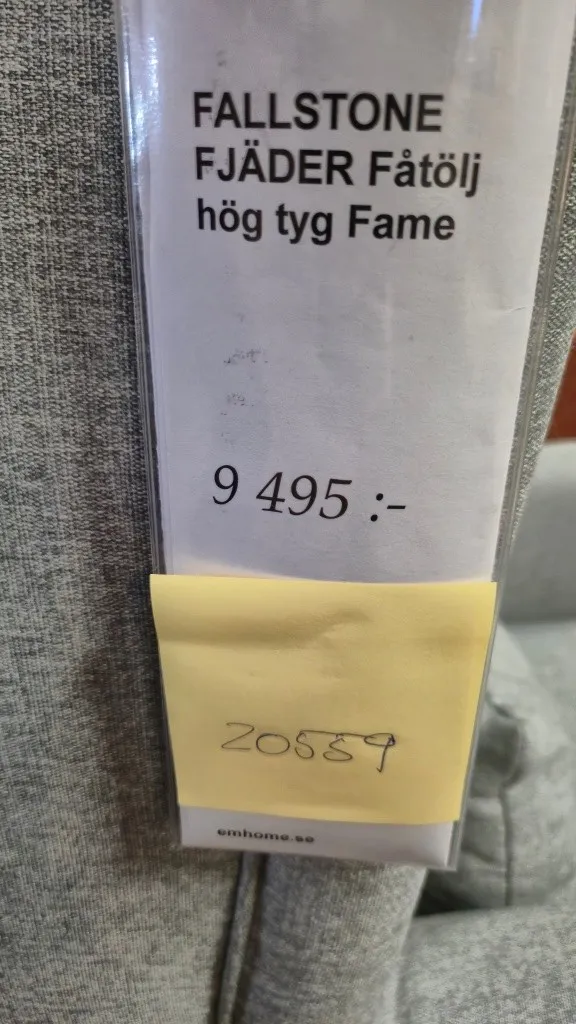 FALLSTONE
FJÄDER Fåtölj
hög tyg Fame
9 495 :-
20559
emhome.se